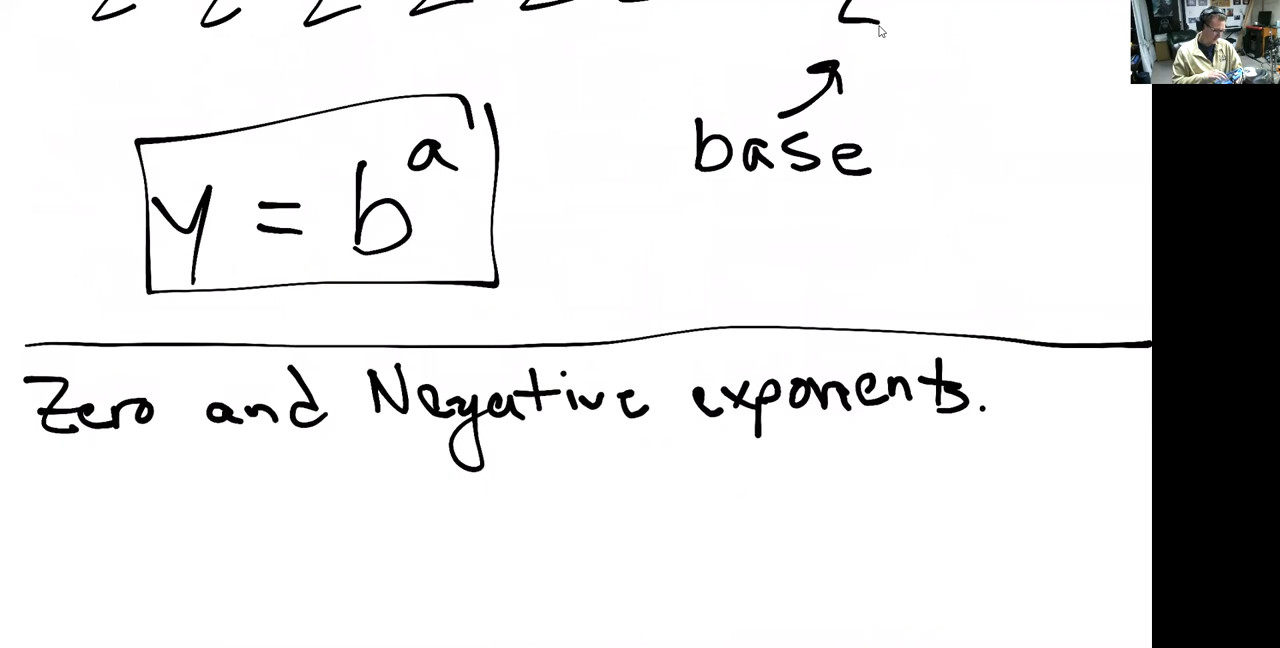 base
y = b^a
Zero and Negative exponents.